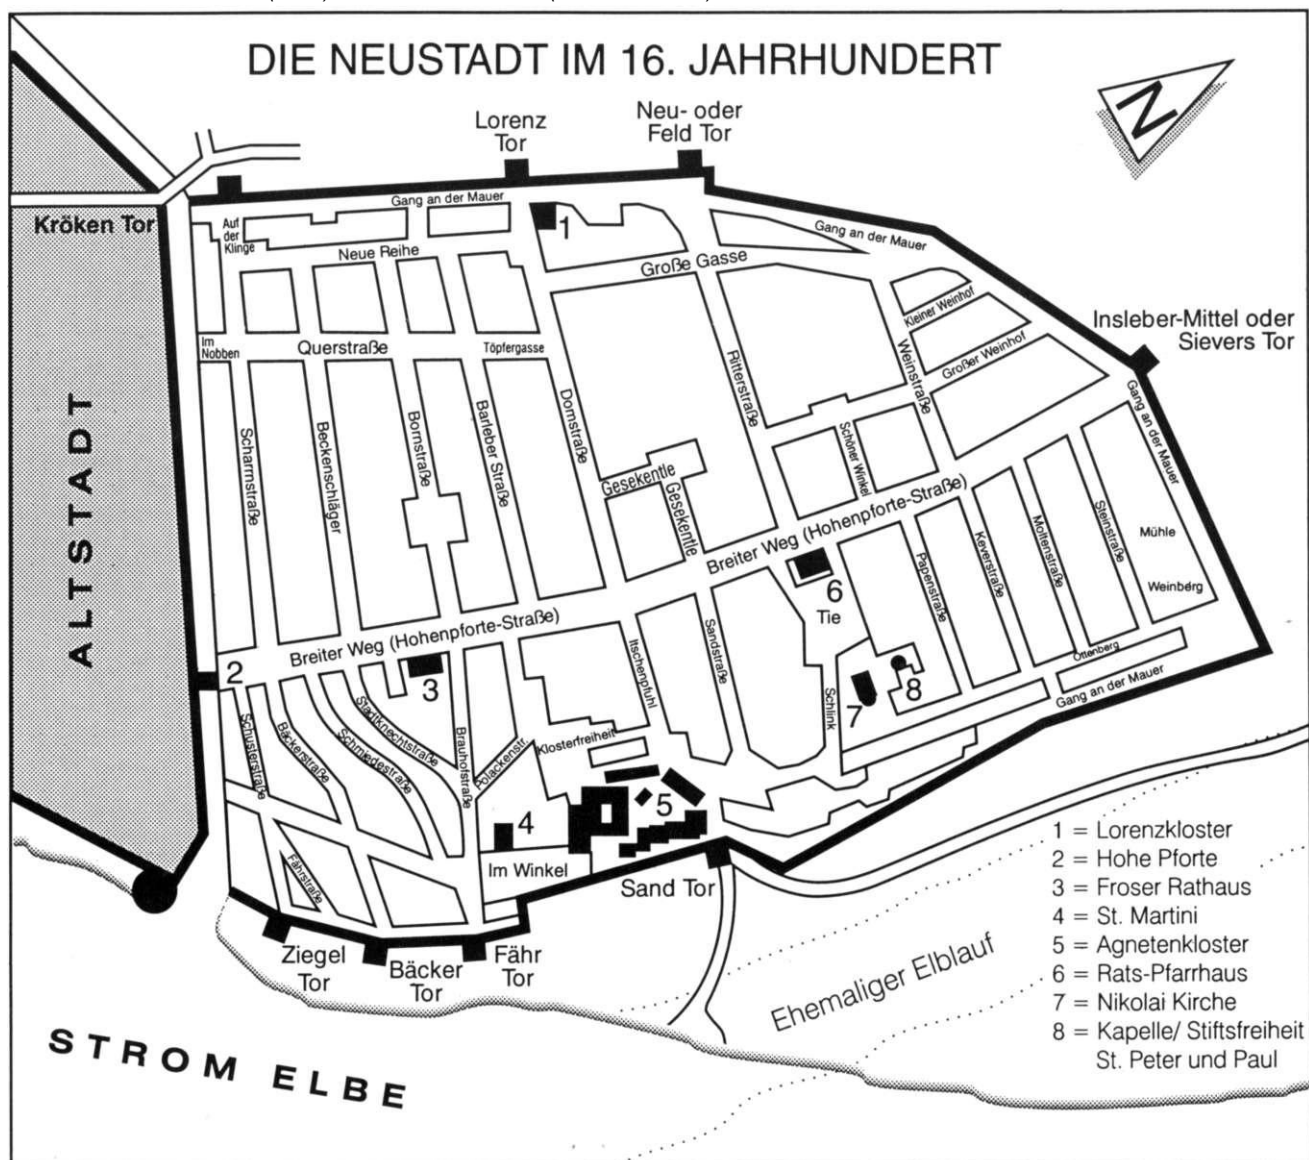 DIE NEUSTADT IM 16. JAHRHUNDERT
N
Lorenz
Tor
Neu- oder
Feld Tor
Kröken Tor
Gang an der Mauer
Auf
der
Klinge
Neue Reihe
1
Große Gasse
Gang an der Mauer
Kleiner Weinhof
Großer Weinhof
Insleber-Mittel oder
Sievers Tor
Im
Nobben
Querstraße
Töpfergasse
Ritterstraße
Weinstraße
Gang an der Mauer
ALTSTADT
Scharnstraße
Beckenschläger
Bornstraße
Barleber Straße
Domstraße
Gesekentle
Gesekentle
Schöner Winkel
Breiter Weg (Hohenpforte-Straße)
Papenstraße
Keverstraße
Moltenstraße
Steinstraße
Mühle
Weinberg
6
Tie
2
Breiter Weg (Hohenpforte-Straße)
3
Itschenpfuhl
Sandstraße
Schlink
7
8
Ottenberg
Gang an der Mauer
Schusterstraße
Bäckerstraße
Schmiedestraße
Stadtknechtstraße
Brauhofstraße
Polackenstr.
Klosterfreiheit
4
5
Fährstraße
Im Winkel
Sand Tor
Ziegel
Tor
Bäcker
Tor
Fähr
Tor
STROM ELBE
Ehemaliger Elblauf
1 = Lorenzkloster
2 = Hohe Pforte
3 = Froser Rathaus
4 = St. Martini
5 = Agnetenkloster
6 = Rats-Pfarrhaus
7 = Nikolai Kirche
8 = Kapelle/ Stiftsfreiheit
St. Peter und Paul